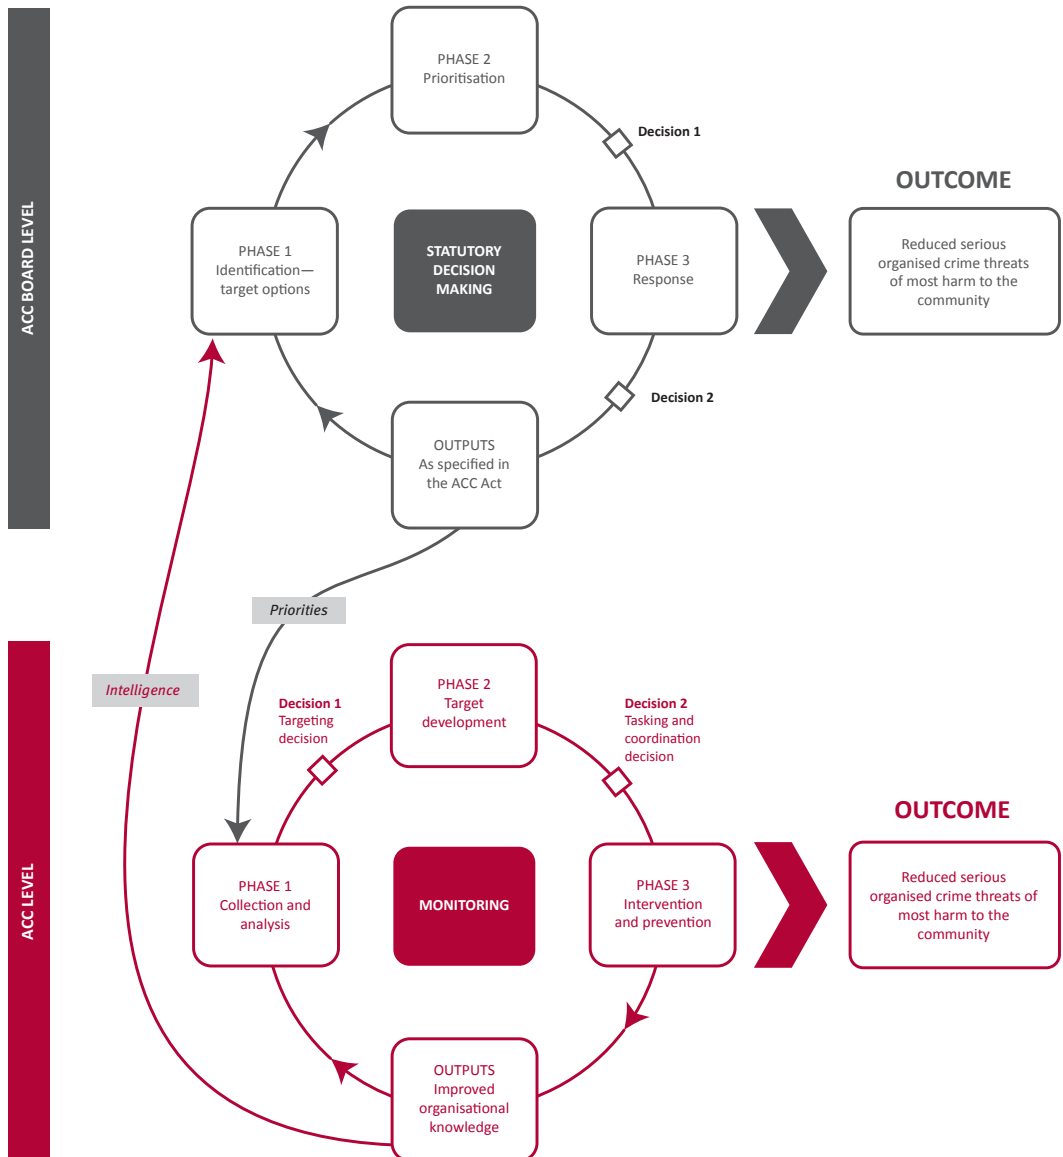 ACC BOARD LEVEL
PHASE 2
Prioritisation
Decision 1
OUTCOME
PHASE 1
Identification—
target options
STATUTORY
DECISION
MAKING
PHASE 3
Response
Reduced serious
organised crime threats
of most harm to the
community
Decision 2
OUTPUTS
As specified in
the ACC Act
Priorities
Intelligence
ACC LEVEL
Decision 1
Targeting
decision
PHASE 2
Target
development
Decision 2
Tasking and
coordination
decision
OUTCOME
PHASE 1
Collection and
analysis
MONITORING
PHASE 3
Intervention
and prevention
Reduced serious
organised crime threats of
most harm to the
community
OUTPUTS
Improved
organisational
knowledge